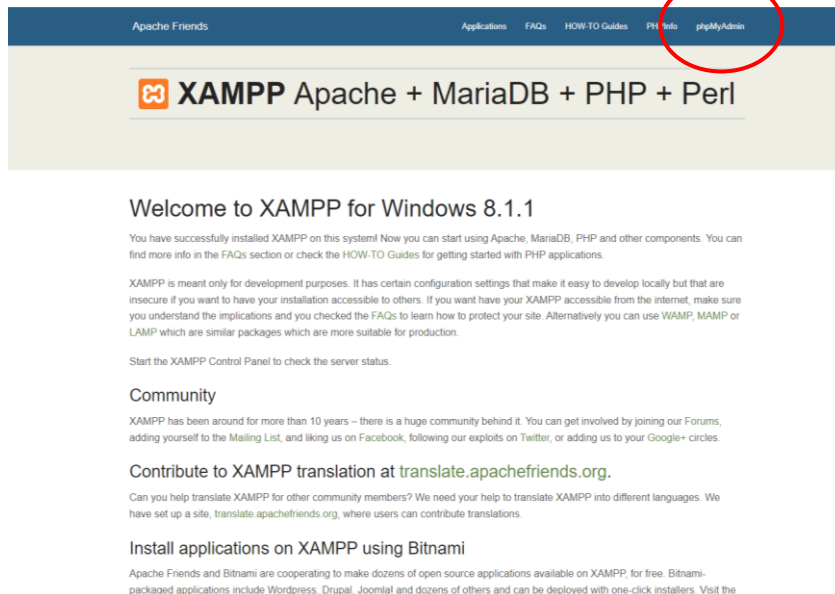 Apache Friends Applications FAQs HOW-TO Guides PHPInfo phpMyAdmin
XAMPP Apache + MariaDB + PHP + Perl
Welcome to XAMPP for Windows 8.1.1
You have successfully installed XAMPP on this system! Now you can start using Apache, MariaDB, PHP and other components. You can
find more info in the FAQs section or check the HOW-TO Guides for getting started with PHP applications.
XAMPP is meant only for development purposes. It has certain configuration settings that make it easy to develop locally but that are
insecure if you want to have your installation accessible to others. If you want have your XAMPP accessible from the internet, make sure
you understand the implications and you checked the FAQs to learn how to protect your site. Alternatively you can use WAMP, MAMP or
LAMP which are similar packages which are more suitable for production.
Start the XAMPP Control Panel to check the server status.
Community
XAMPP has been around for more than 10 years – there is a huge community behind it. You can get involved by joining our Forums,
adding yourself to the Mailing List, and liking us on Facebook, following our exploits on Twitter, or adding us to your Google+ circles.
Contribute to XAMPP translation at translate.apachefriends.org.
Can you help translate XAMPP for other community members? We need your help to translate XAMPP into different languages. We
have set up a site, translate.apachefriends.org, where users can contribute translations.
Install applications on XAMPP using Bitnami
Apache Friends and Bitnami are cooperating to make dozens of open source applications available on XAMPP, for free. Bitnami-
packaged applications include Wordpress, Drupal, Joomla! and dozens of others and can be deployed with one-click installers. Visit the